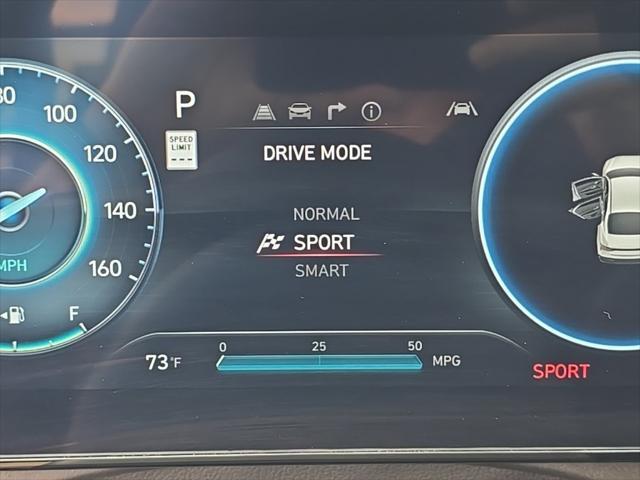 80
100
120
140
160
MPH
F
P
SPEED
LIMIT
---
DRIVE MODE
NORMAL
SPORT
SMART
0 25 50
73°F
MPG
SPORT